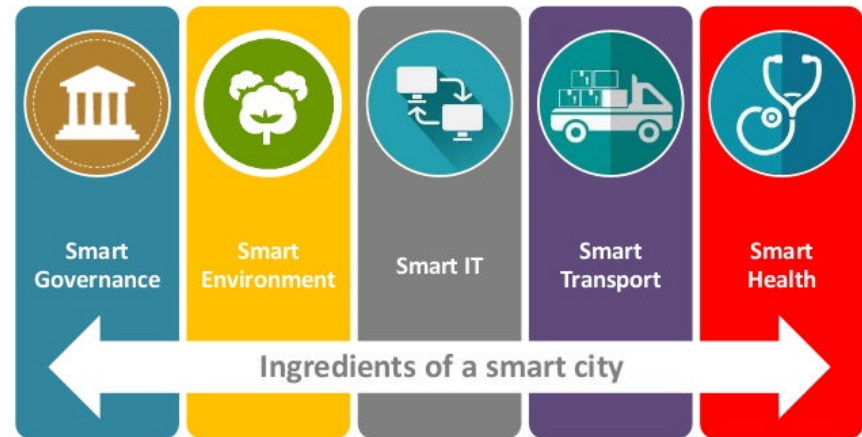 Smart
Governance
Smart
Environment
Smart IT
Smart
Transport
Smart
Health
Ingredients of a smart city